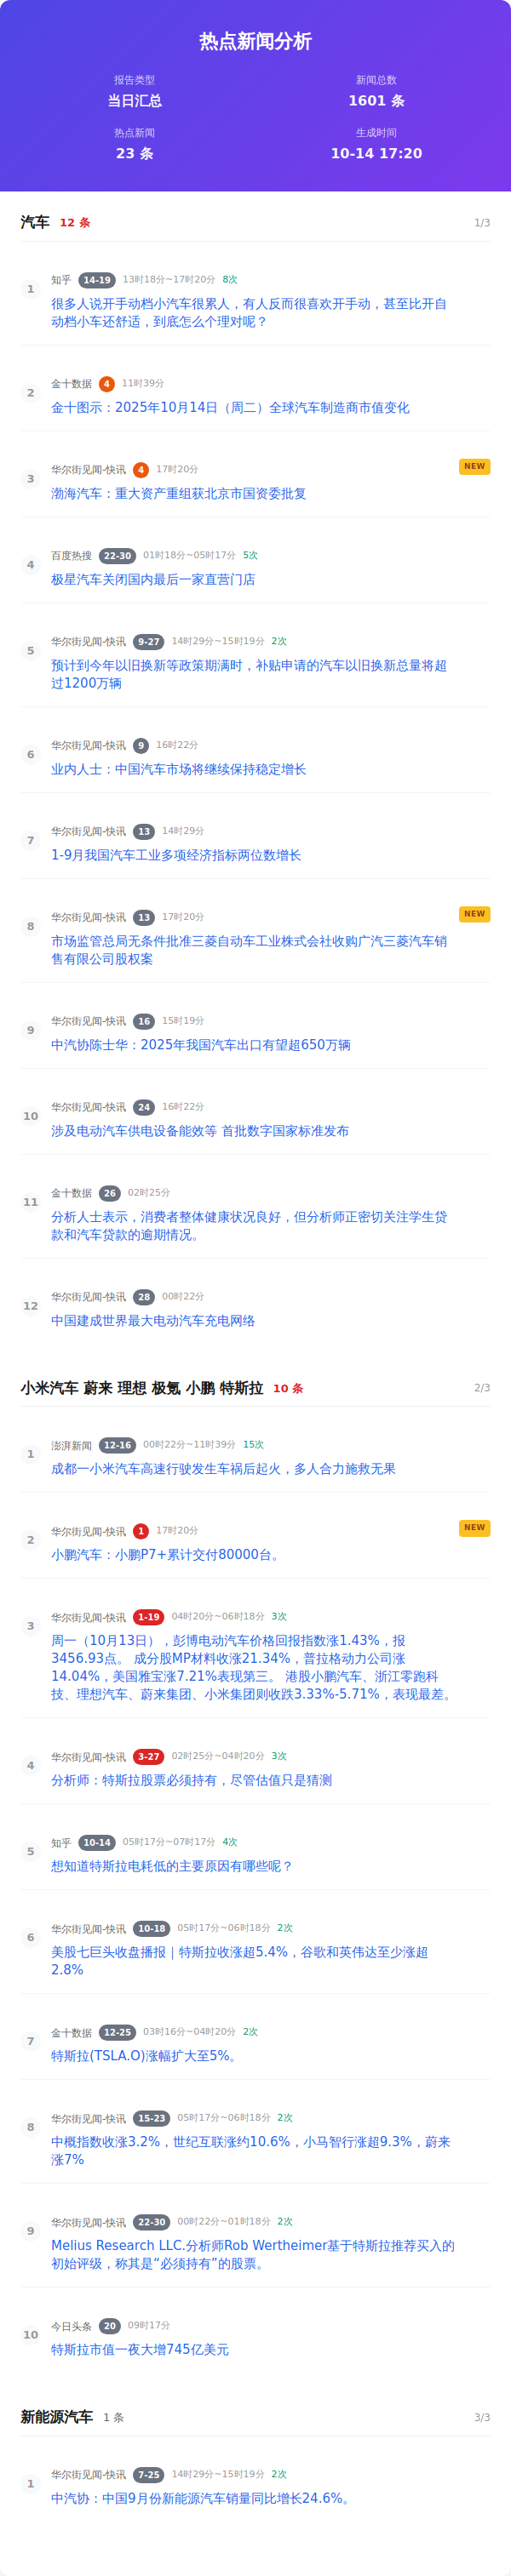 热点新闻分析
报告类型
当日汇总
新闻总数
1601 条
热点新闻
23 条
生成时间
10-14 17:20
汽车 12 条 1/3
1
知乎 14-19 13时18分~17时20分 8次
很多人说开手动档小汽车很累人，有人反而很喜欢开手动，甚至比开自
动档小车还舒适，到底怎么个理对呢？
2
金十数据 4 11时39分
金十图示：2025年10月14日（周二）全球汽车制造商市值变化
3
华尔街见闻-快讯 4 17时20分 NEW
渤海汽车：重大资产重组获北京市国资委批复
4
百度热搜 22-30 01时18分~05时17分 5次
极星汽车关闭国内最后一家直营门店
5
华尔街见闻-快讯 9-27 14时29分~15时19分 2次
预计到今年以旧换新等政策期满时，补贴申请的汽车以旧换新总量将超
过1200万辆
6
华尔街见闻-快讯 9 16时22分
业内人士：中国汽车市场将继续保持稳定增长
7
华尔街见闻-快讯 13 14时29分
1-9月我国汽车工业多项经济指标两位数增长
8
华尔街见闻-快讯 13 17时20分 NEW
市场监管总局无条件批准三菱自动车工业株式会社收购广汽三菱汽车销
售有限公司股权案
9
华尔街见闻-快讯 16 15时19分
中汽协陈士华：2025年我国汽车出口有望超650万辆
10
华尔街见闻-快讯 24 16时22分
涉及电动汽车供电设备能效等 首批数字国家标准发布
11
金十数据 26 02时25分
分析人士表示，消费者整体健康状况良好，但分析师正密切关注学生贷
款和汽车贷款的逾期情况。
12
华尔街见闻-快讯 28 00时22分
中国建成世界最大电动汽车充电网络
小米汽车 蔚来 理想 极氪 小鹏 特斯拉 10 条 2/3
1
澎湃新闻 12-16 00时22分~11时39分 15次
成都一小米汽车高速行驶发生车祸后起火，多人合力施救无果
2
华尔街见闻-快讯 1 17时20分 NEW
小鹏汽车：小鹏P7+累计交付80000台。
3
华尔街见闻-快讯 1-19 04时20分~06时18分 3次
周一（10月13日），彭博电动汽车价格回报指数涨1.43%，报
3456.93点。 成分股MP材料收涨21.34%，普拉格动力公司涨
14.04%，美国雅宝涨7.21%表现第三。 港股小鹏汽车、浙江零跑科
技、理想汽车、蔚来集团、小米集团则收跌3.33%-5.71%，表现最差。
4
华尔街见闻-快讯 3-27 02时25分~04时20分 3次
分析师：特斯拉股票必须持有，尽管估值只是猜测
5
知乎 10-14 05时17分~07时17分 4次
想知道特斯拉电耗低的主要原因有哪些呢？
6
华尔街见闻-快讯 10-18 05时17分~06时18分 2次
美股七巨头收盘播报｜特斯拉收涨超5.4%，谷歌和英伟达至少涨超
2.8%
7
金十数据 12-25 03时16分~04时20分 2次
特斯拉(TSLA.O)涨幅扩大至5%。
8
华尔街见闻-快讯 15-23 05时17分~06时18分 2次
中概指数收涨3.2%，世纪互联涨约10.6%，小马智行涨超9.3%，蔚来
涨7%
9
华尔街见闻-快讯 22-30 00时22分~01时18分 2次
Melius Research LLC.分析师Rob Wertheimer基于特斯拉推荐买入的
初始评级，称其是“必须持有”的股票。
10
今日头条 20 09时17分
特斯拉市值一夜大增745亿美元
新能源汽车 1 条 3/3
1
华尔街见闻-快讯 7-25 14时29分~15时19分 2次
中汽协：中国9月份新能源汽车销量同比增长24.6%。